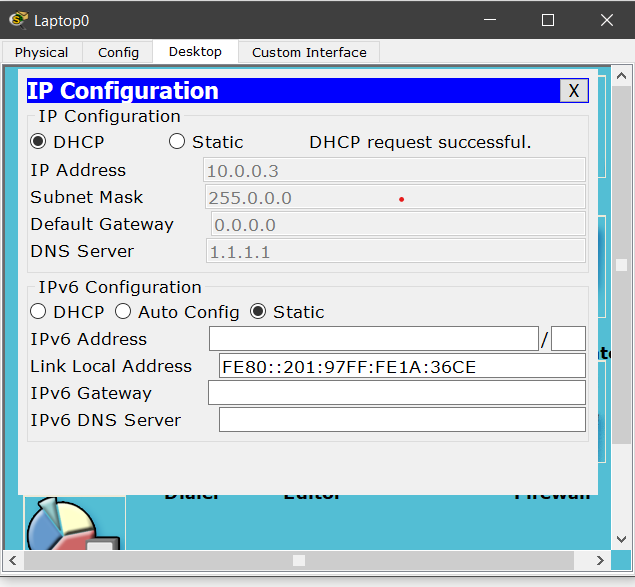 Laptop0
Physical Config Desktop Custom Interface
IP Configuration X
IP Configuration
DHCP Static DHCP request successful.
IP Address 10.0.0.3
Subnet Mask 255.0.0.0
Default Gateway 0.0.0.0
DNS Server 1.1.1.1
IPv6 Configuration
DHCP Auto Config Static
IPv6 Address /
Link Local Address FE80::201:97FF:FE1A:36CE
IPv6 Gateway
IPv6 DNS Server
Dialer Editor Firewall